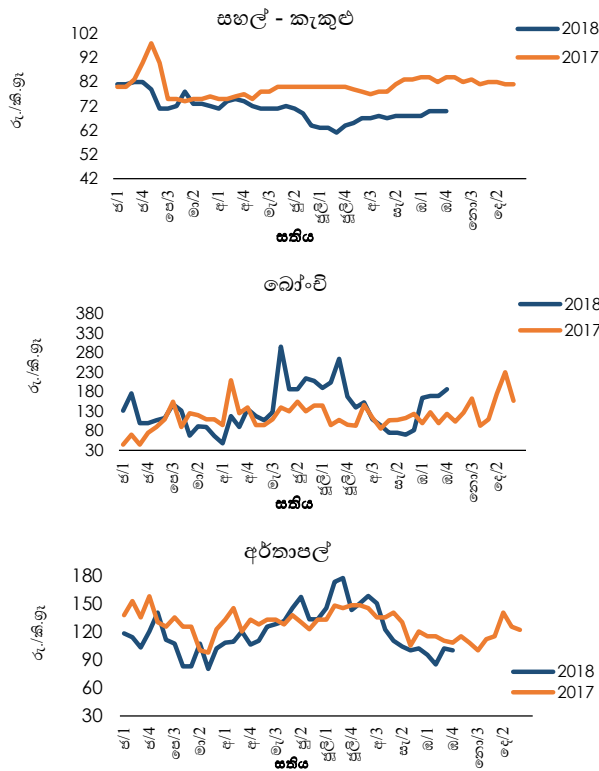 සහල් - කැකුළු
2018
2017
රු./කි.ග්‍රෑ
102
92
82
72
62
52
42
ජ/1
ජ/4
පෙ/3
මා/2
අ/1
අ/4
මැ/3
ජූ/2
ජූලි/1
ජූලි/4
අ/3
සැ/2
ඔ/1
ඔ/4
නො/3
දෙ/2
සතිය
බෝංචි
2018
2017
රු./කි.ග්‍රෑ
380
330
280
230
180
130
80
30
ජ/1
ජ/4
පෙ/3
මා/2
අ/1
අ/4
මැ/3
ජූ/2
ජූලි/1
ජූලි/4
අ/3
සැ/2
ඔ/1
ඔ/4
නො/3
දෙ/2
සතිය
අර්තාපල්
2018
2017
රු./කි.ග්‍රෑ
180
150
120
90
60
30
ජ/1
ජ/4
පෙ/3
මා/2
අ/1
අ/4
මැ/3
ජූ/2
ජූලි/1
ජූලි/4
අ/3
සැ/2
ඔ/1
ඔ/4
නො/3
දෙ/2
සතිය